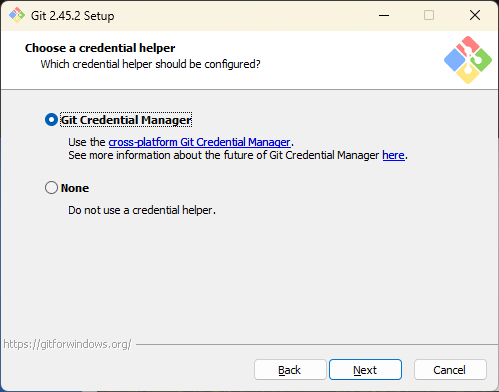 Git 2.45.2 Setup
Choose a credential helper
Which credential helper should be configured?
Git Credential Manager
Use the cross-platform Git Credential Manager.
See more information about the future of Git Credential Manager here.
None
Do not use a credential helper.
https://gitforwindows.org/
Back Next Cancel